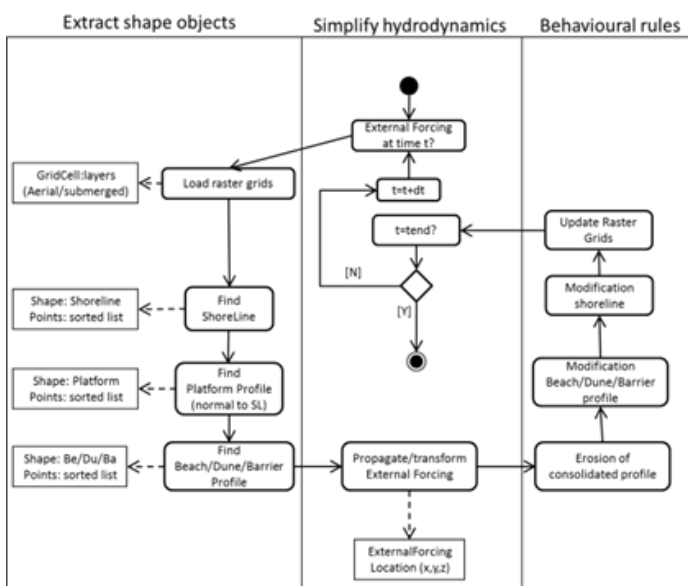 Extract shape objects
Simplify hydrodynamics
Behavioural rules
External Forcing
at time t?
GridCell:layers
(Aerial/submerged)
Load raster grids
t=t+dt
t=tend?
Update Raster
Grids
[N]
[Y]
Shape: Shoreline
Points: sorted list
Find
ShoreLine
Modification
shoreline
Shape: Platform
Points: sorted list
Find
Platform Profile
(normal to SL)
Modification
Beach/Dune/Barrier
profile
Shape: Be/Du/Ba
Points: sorted list
Find
Beach/Dune/Barrier
Profile
Propagate/transform
External Forcing
Erosion of
consolidated profile
ExternalForcing
Location (x,y,z)